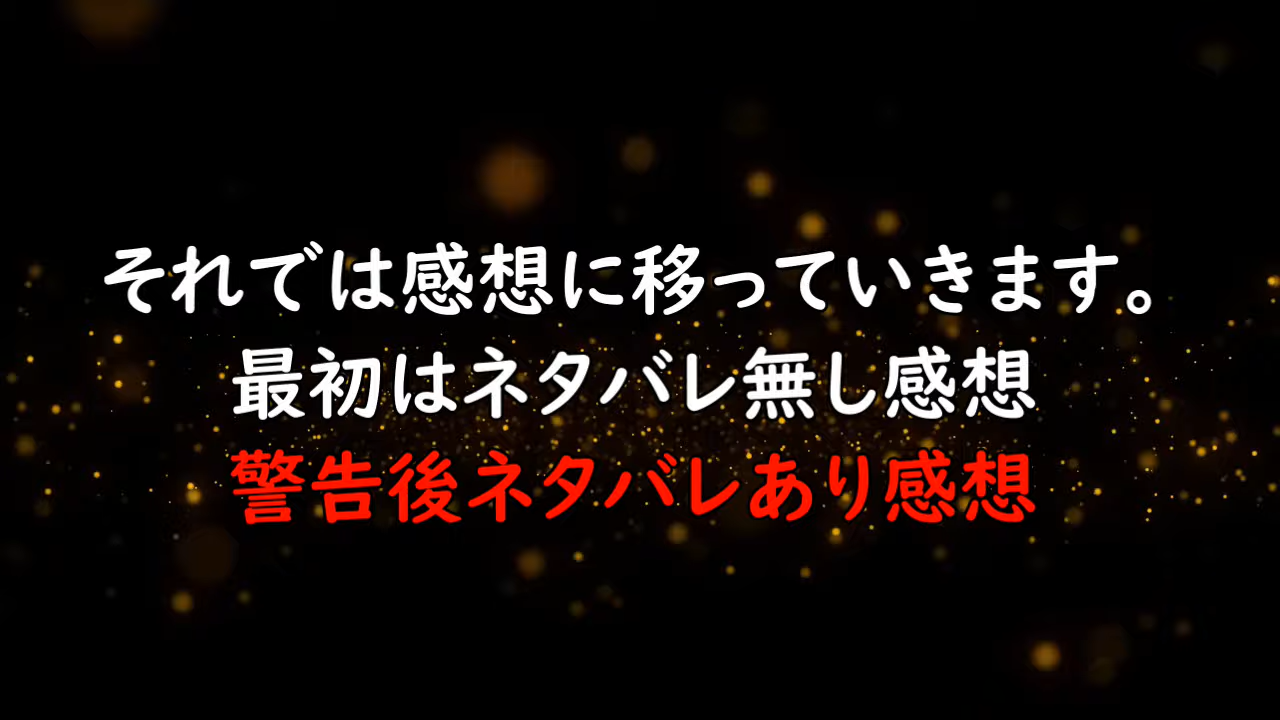 それでは感想に移っていきます。
最初はネタバレ無し感想
警告後ネタバレあり感想